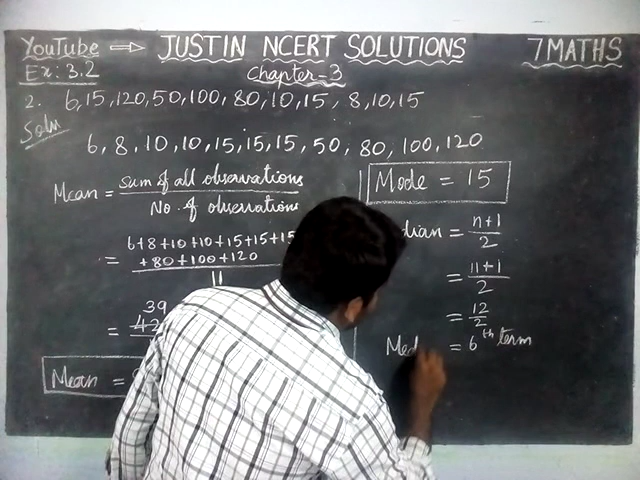 YouTube ⇒ JUSTIN NCERT SOLUTIONS 7 MATHS
Ex: 3.2 Chapter-3
2. 6, 15, 120, 50, 100, 80, 10, 15, 8, 10, 15
Soln
6, 8, 10, 10, 15, 15, 15, 50, 80, 100, 120
Mean = Sum of all observations
No. of observations
= 6+8+10+10+15+15+15
+80+100+120
11
39
=
Mean =
Mode = 15
dian = n+1
2
= 11+1
2
= 12
2
Med = 6th term